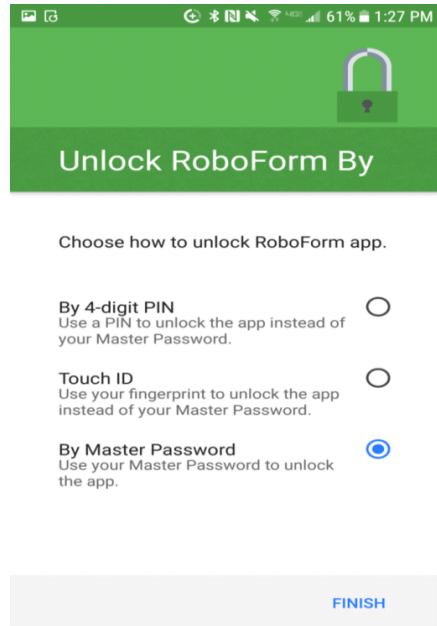 61% 1:27 PM
Unlock RoboForm By
Choose how to unlock RoboForm app.
By 4-digit PIN
Use a PIN to unlock the app instead of
your Master Password.
Touch ID
Use your fingerprint to unlock the app
instead of your Master Password.
By Master Password
Use your Master Password to unlock
the app.
FINISH